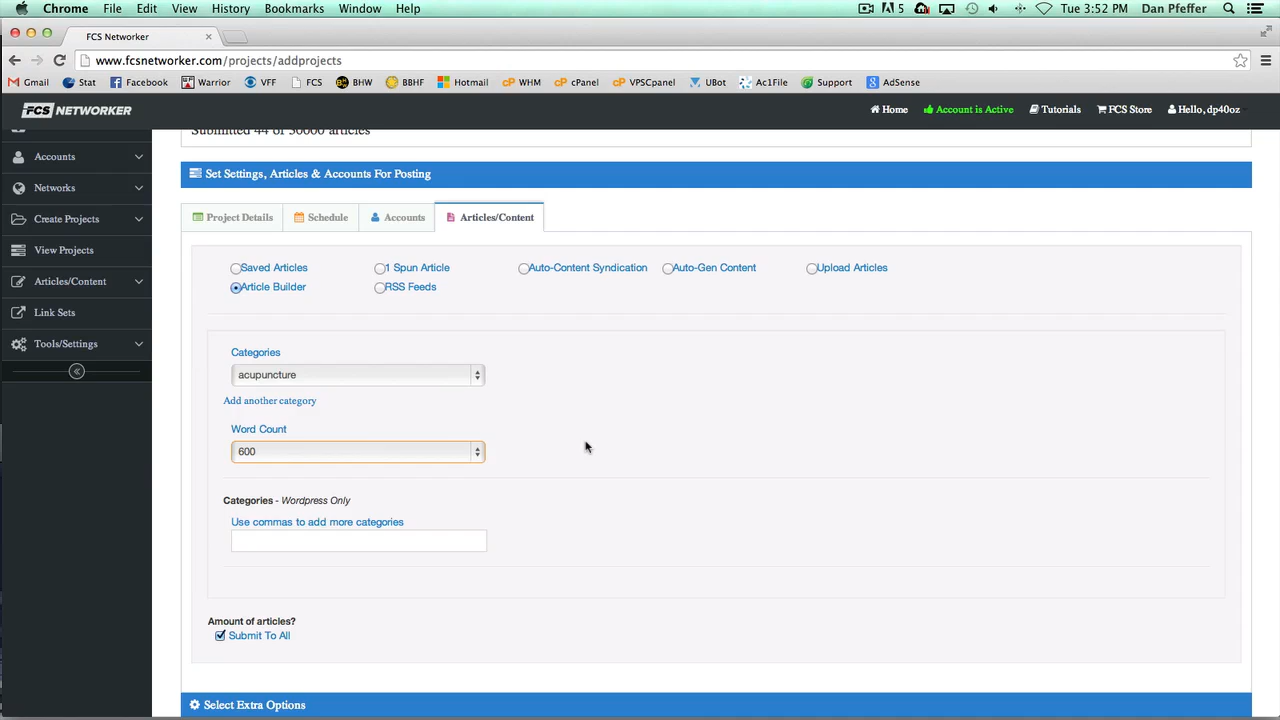 Chrome File Edit View History Bookmarks Window Help 5 Tue 3:52 PM Dan Pfeffer
FCS Networker
www.fcsnetworker.com/projects/addprojects
Gmail Stat Facebook Warrior VFF FCS BHW BBHF Hotmail WHM cPanel VPSCpanel UBot Ac1File Support AdSense
FCS NETWORKER Home Account is Active Tutorials FCS Store Hello, dp40oz
Submitted 44 of 30000 articles
Accounts
Networks
Create Projects
View Projects
Articles/Content
Link Sets
Tools/Settings
Set Settings, Articles & Accounts For Posting
Project Details Schedule Accounts Articles/Content
Saved Articles 1 Spun Article Auto-Content Syndication Auto-Gen Content Upload Articles
Article Builder RSS Feeds
Categories
acupuncture
Add another category
Word Count
600
Categories - Wordpress Only
Use commas to add more categories
Amount of articles?
Submit To All
Select Extra Options